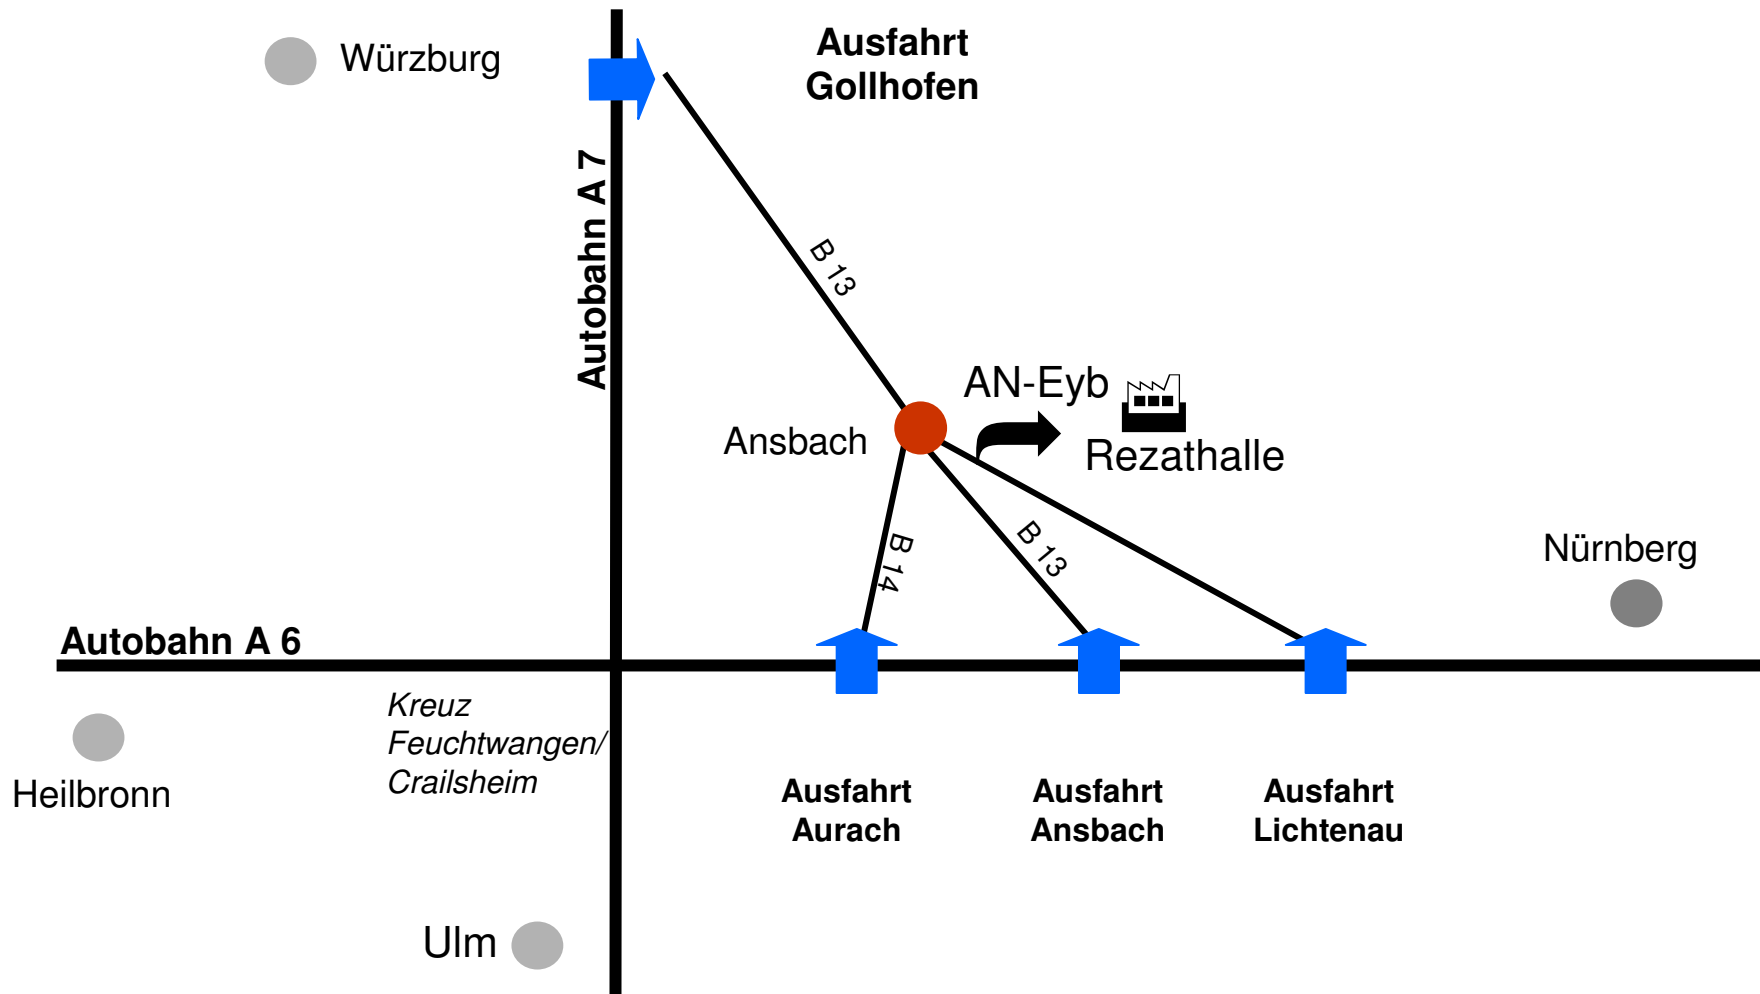 Würzburg
Ausfahrt
Gollhofen
Autobahn A 7
B 13
AN-Eyb
Ansbach
Rezathalle
B 14
B 13
Nürnberg
Autobahn A 6
Kreuz
Feuchtwangen/
Crailsheim
Heilbronn
Ausfahrt
Aurach
Ausfahrt
Ansbach
Ausfahrt
Lichtenau
Ulm